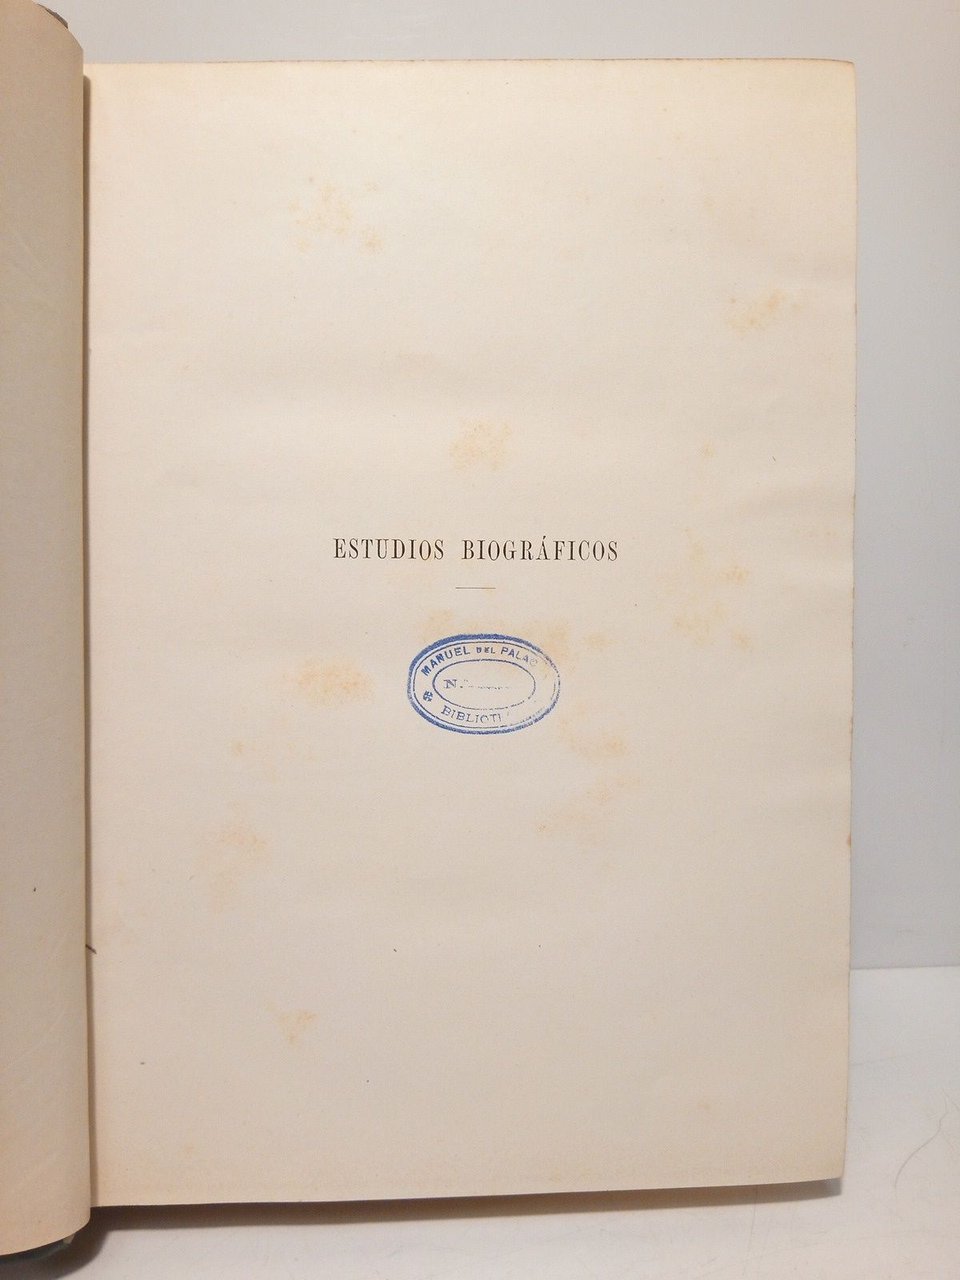 ESTUDIOS BIOGRÁFICOS
MANUEL DEL PALAC
N.º
BIBLIOT